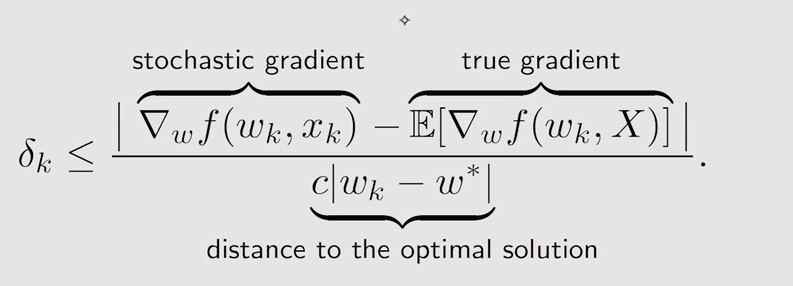 stochastic gradient true gradient
δ_k ≤ | ∇_w f(w_k, x_k) − 𝔼[∇_w f(w_k, X)] |
c|w_k − w*| .
distance to the optimal solution